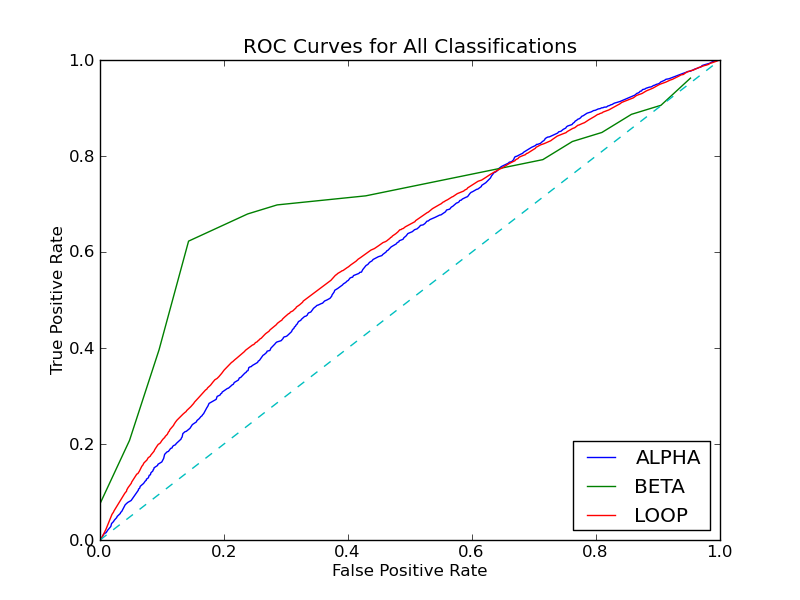 ROC Curves for All Classifications
1.0
0.8
0.6
0.4
0.2
0.0
True Positive Rate
ALPHA
BETA
LOOP
0.0 0.2 0.4 0.6 0.8 1.0
False Positive Rate